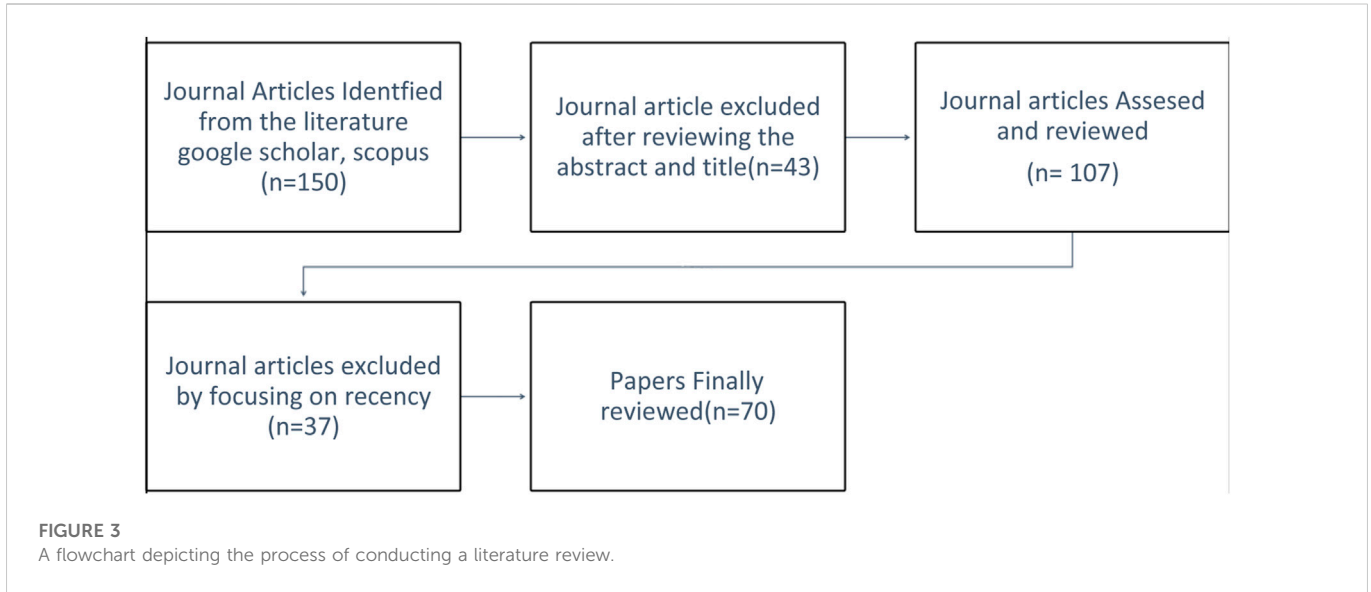 Journal Articles Identfied
from the literature
google scholar, scopus
(n=150)
Journal article excluded
after reviewing the
abstract and title(n=43)
Journal articles Assesed
and reviewed
(n= 107)
Journal articles excluded
by focusing on recency
(n=37)
Papers Finally
reviewed(n=70)
FIGURE 3
A flowchart depicting the process of conducting a literature review.